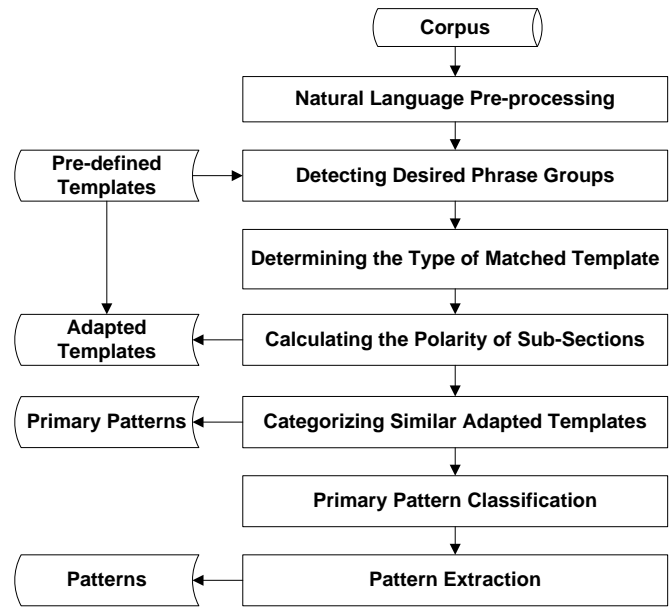 Corpus
Natural Language Pre-processing
Pre-defined
Templates
Detecting Desired Phrase Groups
Determining the Type of Matched Template
Adapted
Templates
Calculating the Polarity of Sub-Sections
Primary Patterns
Categorizing Similar Adapted Templates
Primary Pattern Classification
Patterns
Pattern Extraction